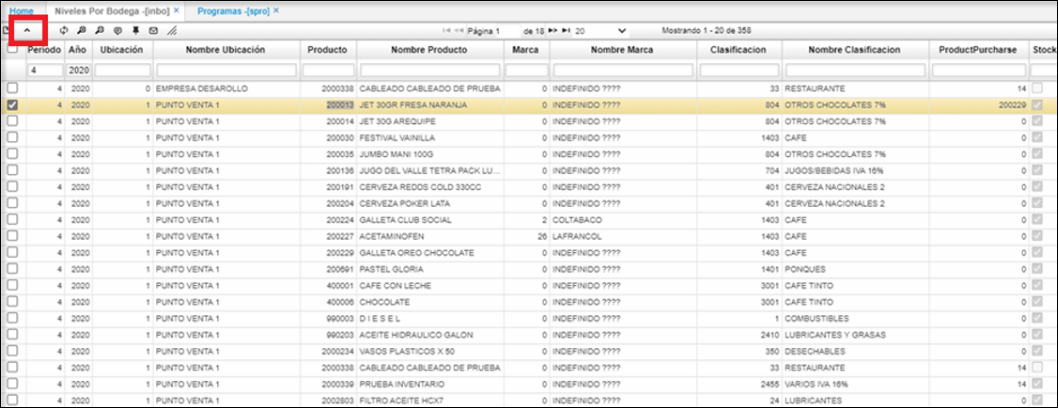 Home Niveles Por Bodega -[inbo] × Programas -[spro] ×
Página 1 de 18 20 Mostrando 1 - 20 de 358
Periodo Año Ubicación Nombre Ubicación Producto Nombre Producto Marca Nombre Marca Clasificacion Nombre Clasificacion ProductPurcharse Stock
4 2020
4 2020 0 EMPRESA DESAROLLO 2000338 CABLEADO CABLEADO DE PRUEBA 0 INDEFINIDO ???? 33 RESTAURANTE 14
4 2020 1 PUNTO VENTA 1 200013 JET 30GR FRESA NARANJA 0 INDEFINIDO ???? 804 OTROS CHOCOLATES 7% 200229
4 2020 1 PUNTO VENTA 1 200014 JET 30G AREQUIPE 0 INDEFINIDO ???? 804 OTROS CHOCOLATES 7% 0
4 2020 1 PUNTO VENTA 1 200030 FESTIVAL VAINILLA 0 INDEFINIDO ???? 1403 CAFE 0
4 2020 1 PUNTO VENTA 1 200035 JUMBO MANI 100G 0 INDEFINIDO ???? 804 OTROS CHOCOLATES 7% 0
4 2020 1 PUNTO VENTA 1 200136 JUGO DEL VALLE TETRA PACK LU... 0 INDEFINIDO ???? 704 JUGOS/BEBIDAS IVA 16% 0
4 2020 1 PUNTO VENTA 1 200191 CERVEZA REDOS COLD 330CC 0 INDEFINIDO ???? 401 CERVEZA NACIONALES 2 0
4 2020 1 PUNTO VENTA 1 200204 CERVEZA POKER LATA 0 INDEFINIDO ???? 401 CERVEZA NACIONALES 2 0
4 2020 1 PUNTO VENTA 1 200224 GALLETA CLUB SOCIAL 2 COLTABACO 1403 CAFE 0
4 2020 1 PUNTO VENTA 1 200227 ACETAMINOFEN 26 LAFRANCOL 1403 CAFE 0
4 2020 1 PUNTO VENTA 1 200229 GALLETA OREO CHOCOLATE 0 INDEFINIDO ???? 1403 CAFE 0
4 2020 1 PUNTO VENTA 1 200691 PASTEL GLORIA 0 INDEFINIDO ???? 1401 PONQUES 0
4 2020 1 PUNTO VENTA 1 400001 CAFE CON LECHE 0 INDEFINIDO ???? 3001 CAFE TINTO 0
4 2020 1 PUNTO VENTA 1 400006 CHOCOLATE 0 INDEFINIDO ???? 3001 CAFE TINTO 0
4 2020 1 PUNTO VENTA 1 990003 D I E S E L 0 INDEFINIDO ???? 1 COMBUSTIBLES 0
4 2020 1 PUNTO VENTA 1 990203 ACEITE HIDRAULICO GALON 0 INDEFINIDO ???? 2410 LUBRICANTES Y GRASAS 0
4 2020 1 PUNTO VENTA 1 2000234 VASOS PLASTICOS X 50 0 INDEFINIDO ???? 350 DESECHABLES 0
4 2020 1 PUNTO VENTA 1 2000338 CABLEADO CABLEADO DE PRUEBA 0 INDEFINIDO ???? 33 RESTAURANTE 14
4 2020 1 PUNTO VENTA 1 2000339 PRUEBA INVENTARIO 0 INDEFINIDO ???? 2455 VARIOS IVA 16% 14
4 2020 1 PUNTO VENTA 1 2002803 FILTRO ACEITE HCX7 0 INDEFINIDO ???? 24 LUBRICANTES 0